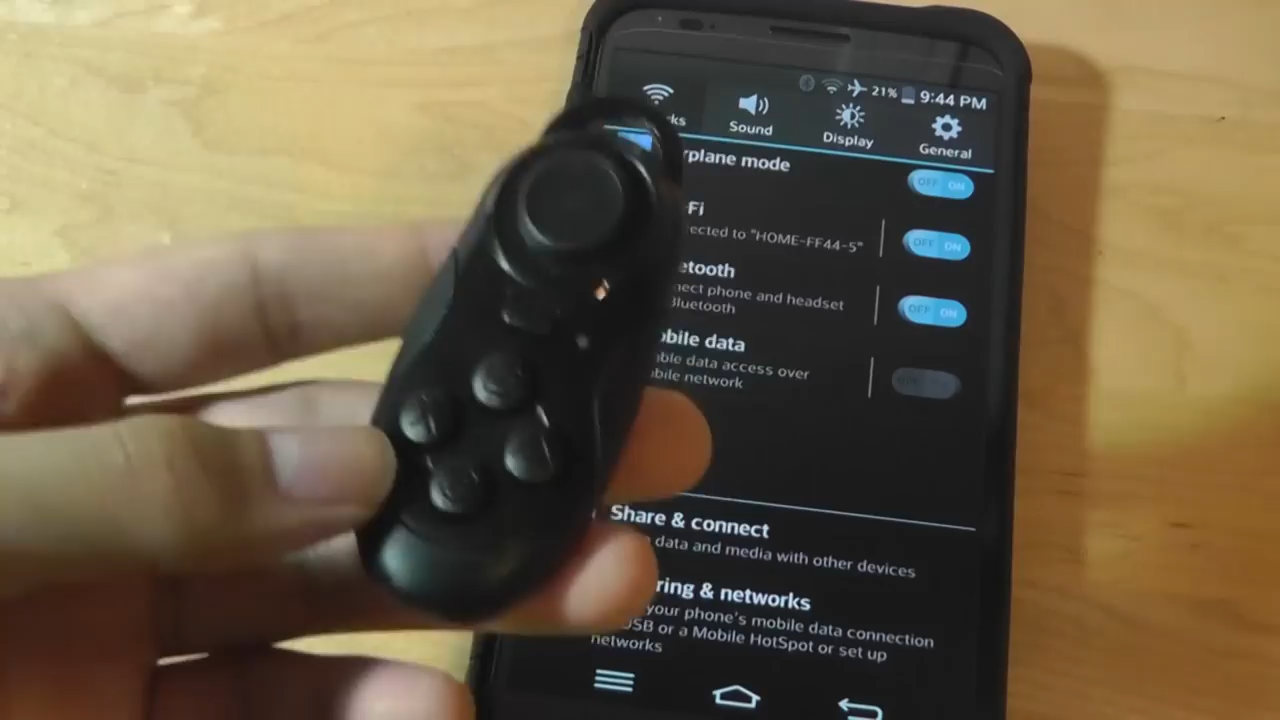 21% 9:44 PM
ks
Sound
Display
General
rplane mode
OFF ON
Fi
ected to "HOME-FF44-5"
OFF ON
etooth
nect phone and headset
Bluetooth
OFF ON
obile data
ble data access over
bile network
Share & connect
data and media with other devices
ring & networks
your phone's mobile data connection
USB or a Mobile HotSpot or set up
networks